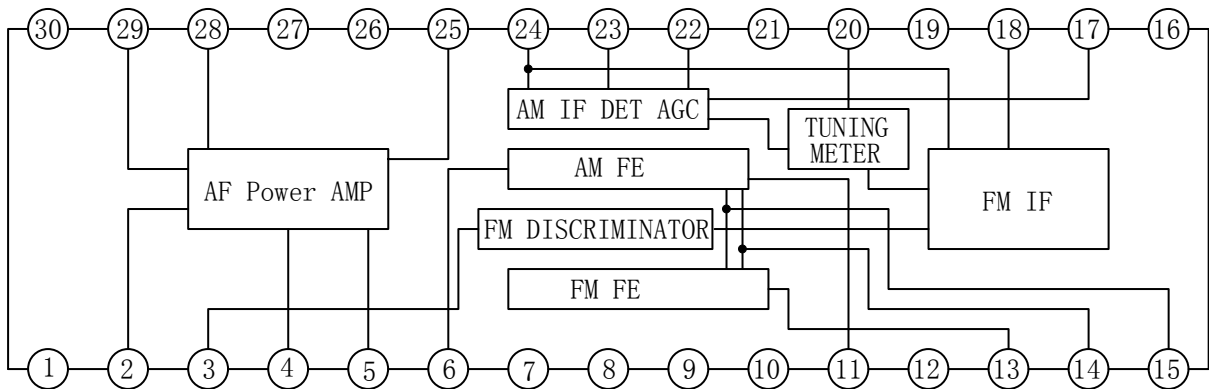 30 29 28 27 26 25 24 23 22 21 20 19 18 17 16
AM IF DET AGC
TUNING
METER
AM FE
AF Power AMP
FM IF
FM DISCRIMINATOR
FM FE
1 2 3 4 5 6 7 8 9 10 11 12 13 14 15